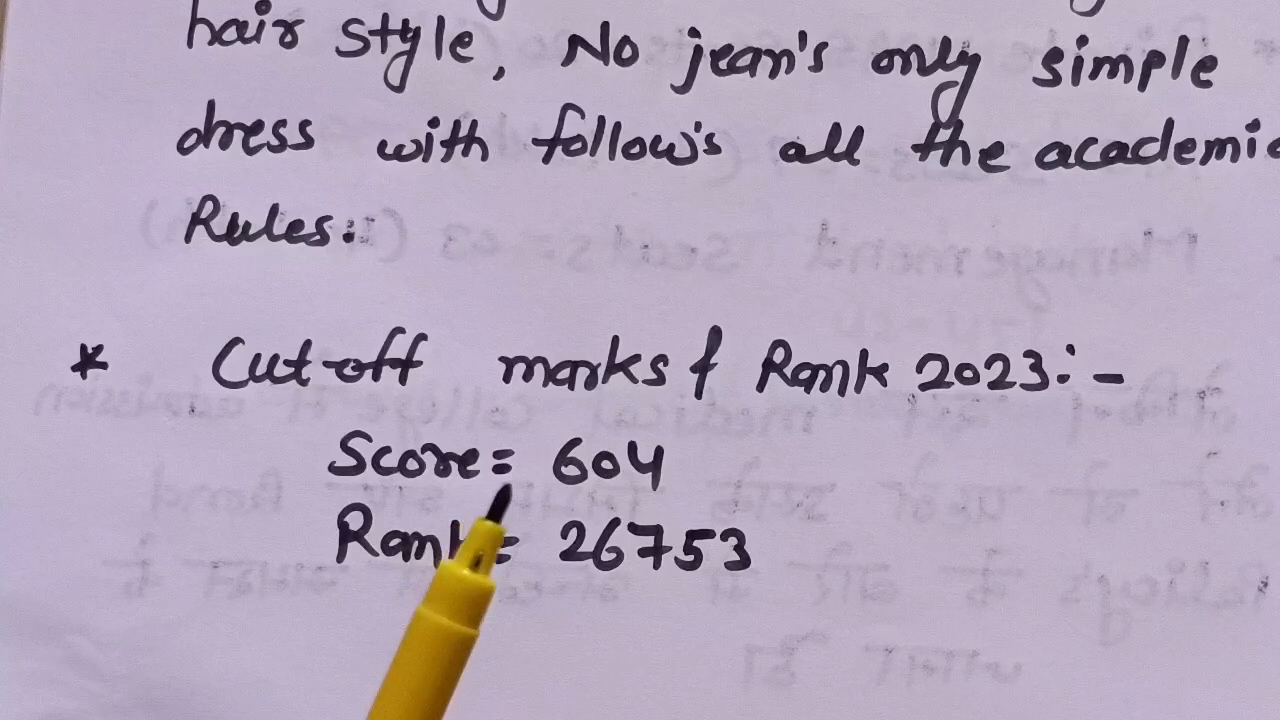 hair style, No jean's only simple
dress with follow's all the academic
Rules.
* Cut-off marks & Rank 2023:-
Score = 604
Rank = 26753